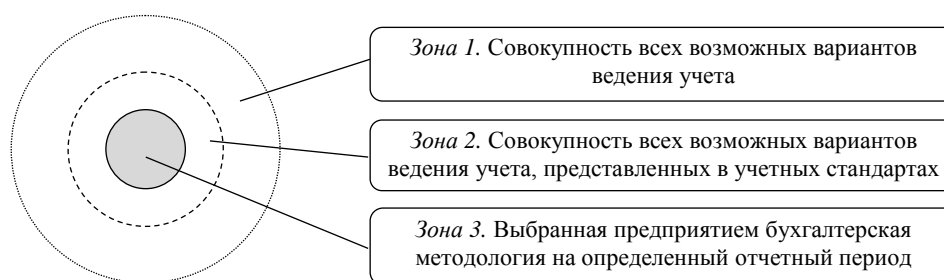 Зона 1. Совокупность всех возможных вариантов
ведения учета
Зона 2. Совокупность всех возможных вариантов
ведения учета, представленных в учетных стандартах
Зона 3. Выбранная предприятием бухгалтерская
методология на определенный отчетный период